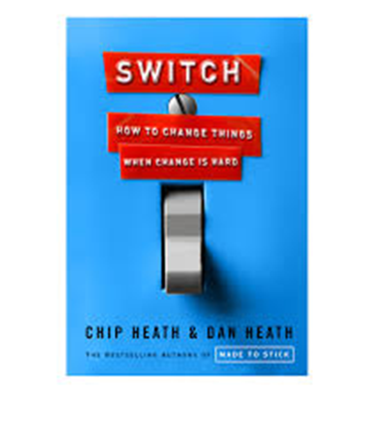 SWITCH
HOW TO CHANGE THINGS
WHEN CHANGE IS HARD
CHIP HEATH & DAN HEATH
THE BESTSELLING AUTHORS OF MADE TO STICK